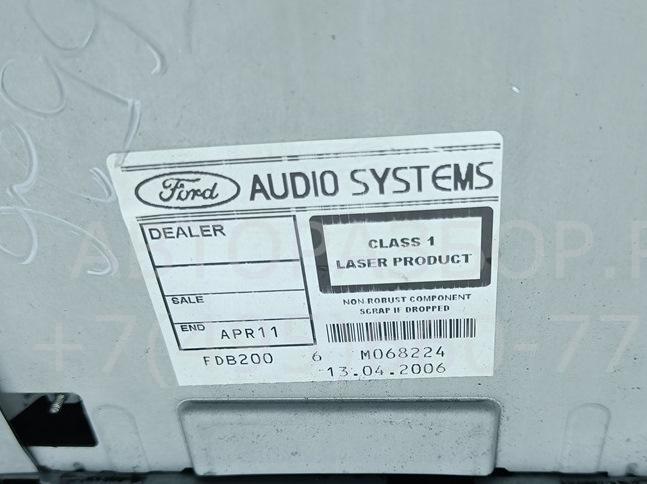 Ford AUDIO SYSTEMS
DEALER
SALE
END APR11
CLASS 1
LASER PRODUCT
NON-ROBUST COMPONENT
SCRAP IF DROPPED
FDB200 6 M068224
13.04.2006